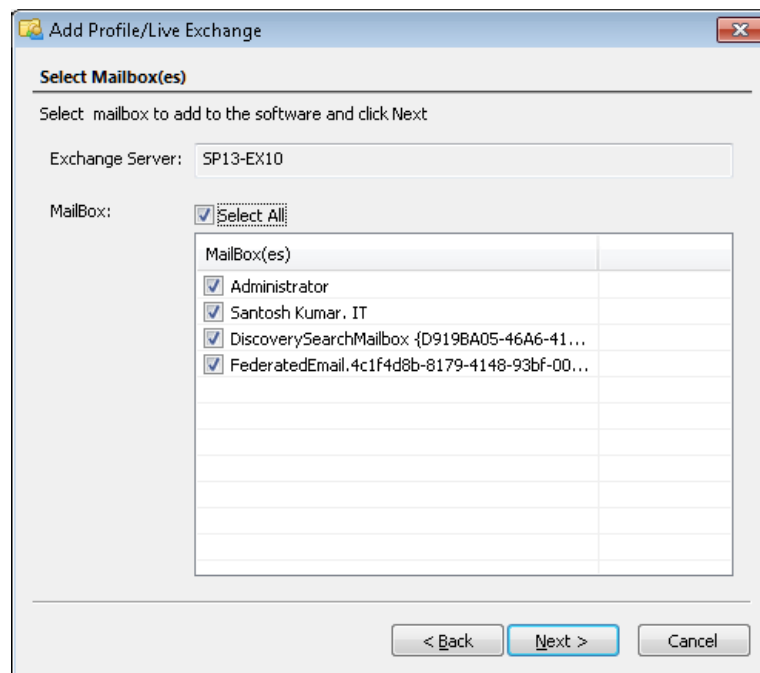 Add Profile/Live Exchange
Select Mailbox(es)
Select mailbox to add to the software and click Next
Exchange Server: SP13-EX10
MailBox: Select All
MailBox(es)
Administrator
Santosh Kumar. IT
DiscoverySearchMailbox {D919BA05-46A6-41...
FederatedEmail.4c1f4d8b-8179-4148-93bf-00...
< Back Next > Cancel